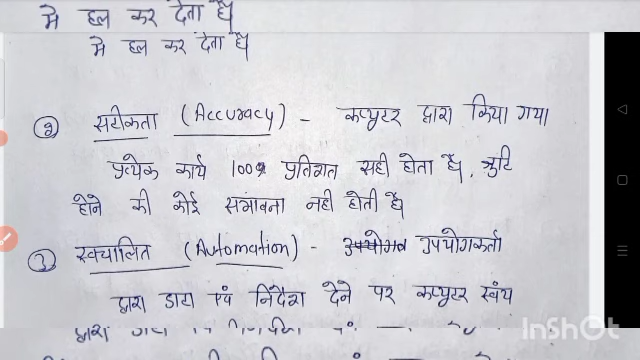 मे हल कर देता है
मे हल कर देता है
② सटीकता (Accuracy) - कम्प्यूटर द्वारा किया गया
प्रत्येक कार्य 100% प्रतिशत सही होता है, त्रुटि
होने की कोई संभावना नही होती है
③ स्वचालित (Automation) - उपयोगकर्ता
द्वारा डाटा एवं निर्देश देने पर कम्प्यूटर स्वंय
द्वारा
InShOt